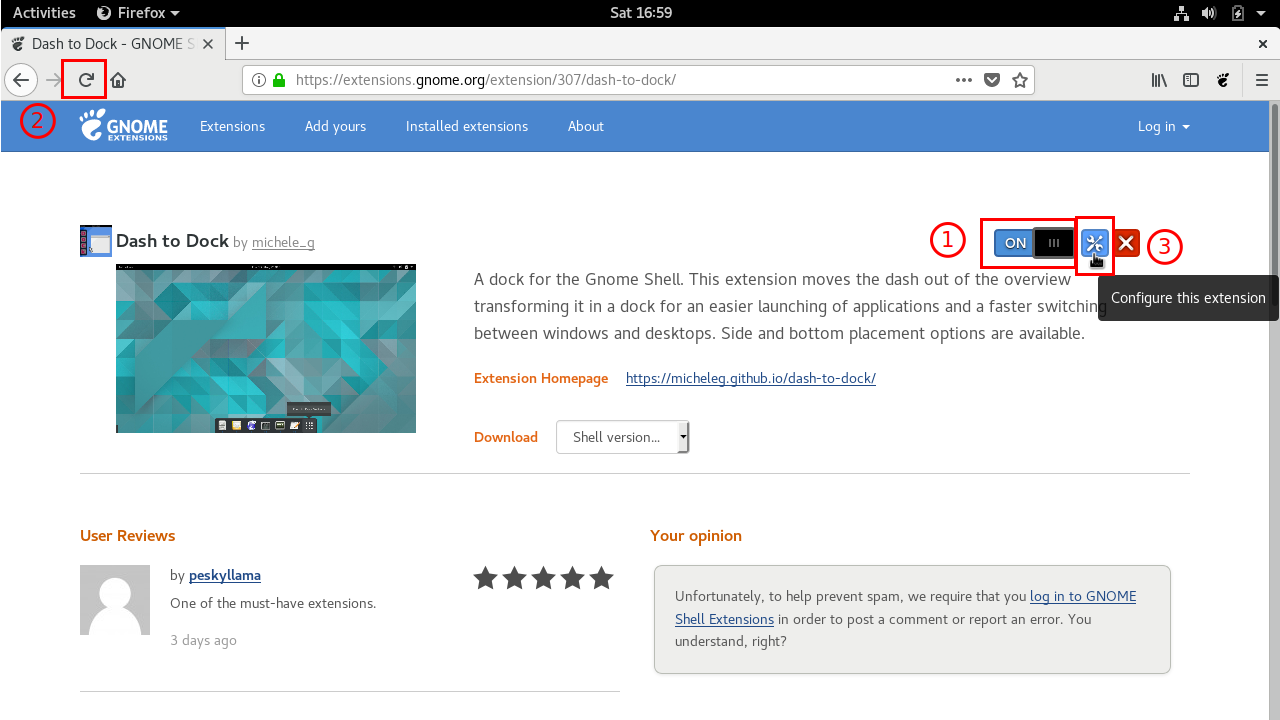 Activities Firefox Sat 16:59
Dash to Dock - GNOME S
https://extensions.gnome.org/extension/307/dash-to-dock/
2
GNOME
EXTENSIONS
Extensions Add yours Installed extensions About Log in
Dash to Dock by michele_g
1
ON
3
Configure this extension
A dock for the Gnome Shell. This extension moves the dash out of the overview
transforming it in a dock for an easier launching of applications and a faster switching
between windows and desktops. Side and bottom placement options are available.
Extension Homepage https://micheleg.github.io/dash-to-dock/
Download Shell version...
User Reviews
by peskyllama
One of the must-have extensions.
3 days ago
Your opinion
Unfortunately, to help prevent spam, we require that you log in to GNOME
Shell Extensions in order to post a comment or report an error. You
understand, right?